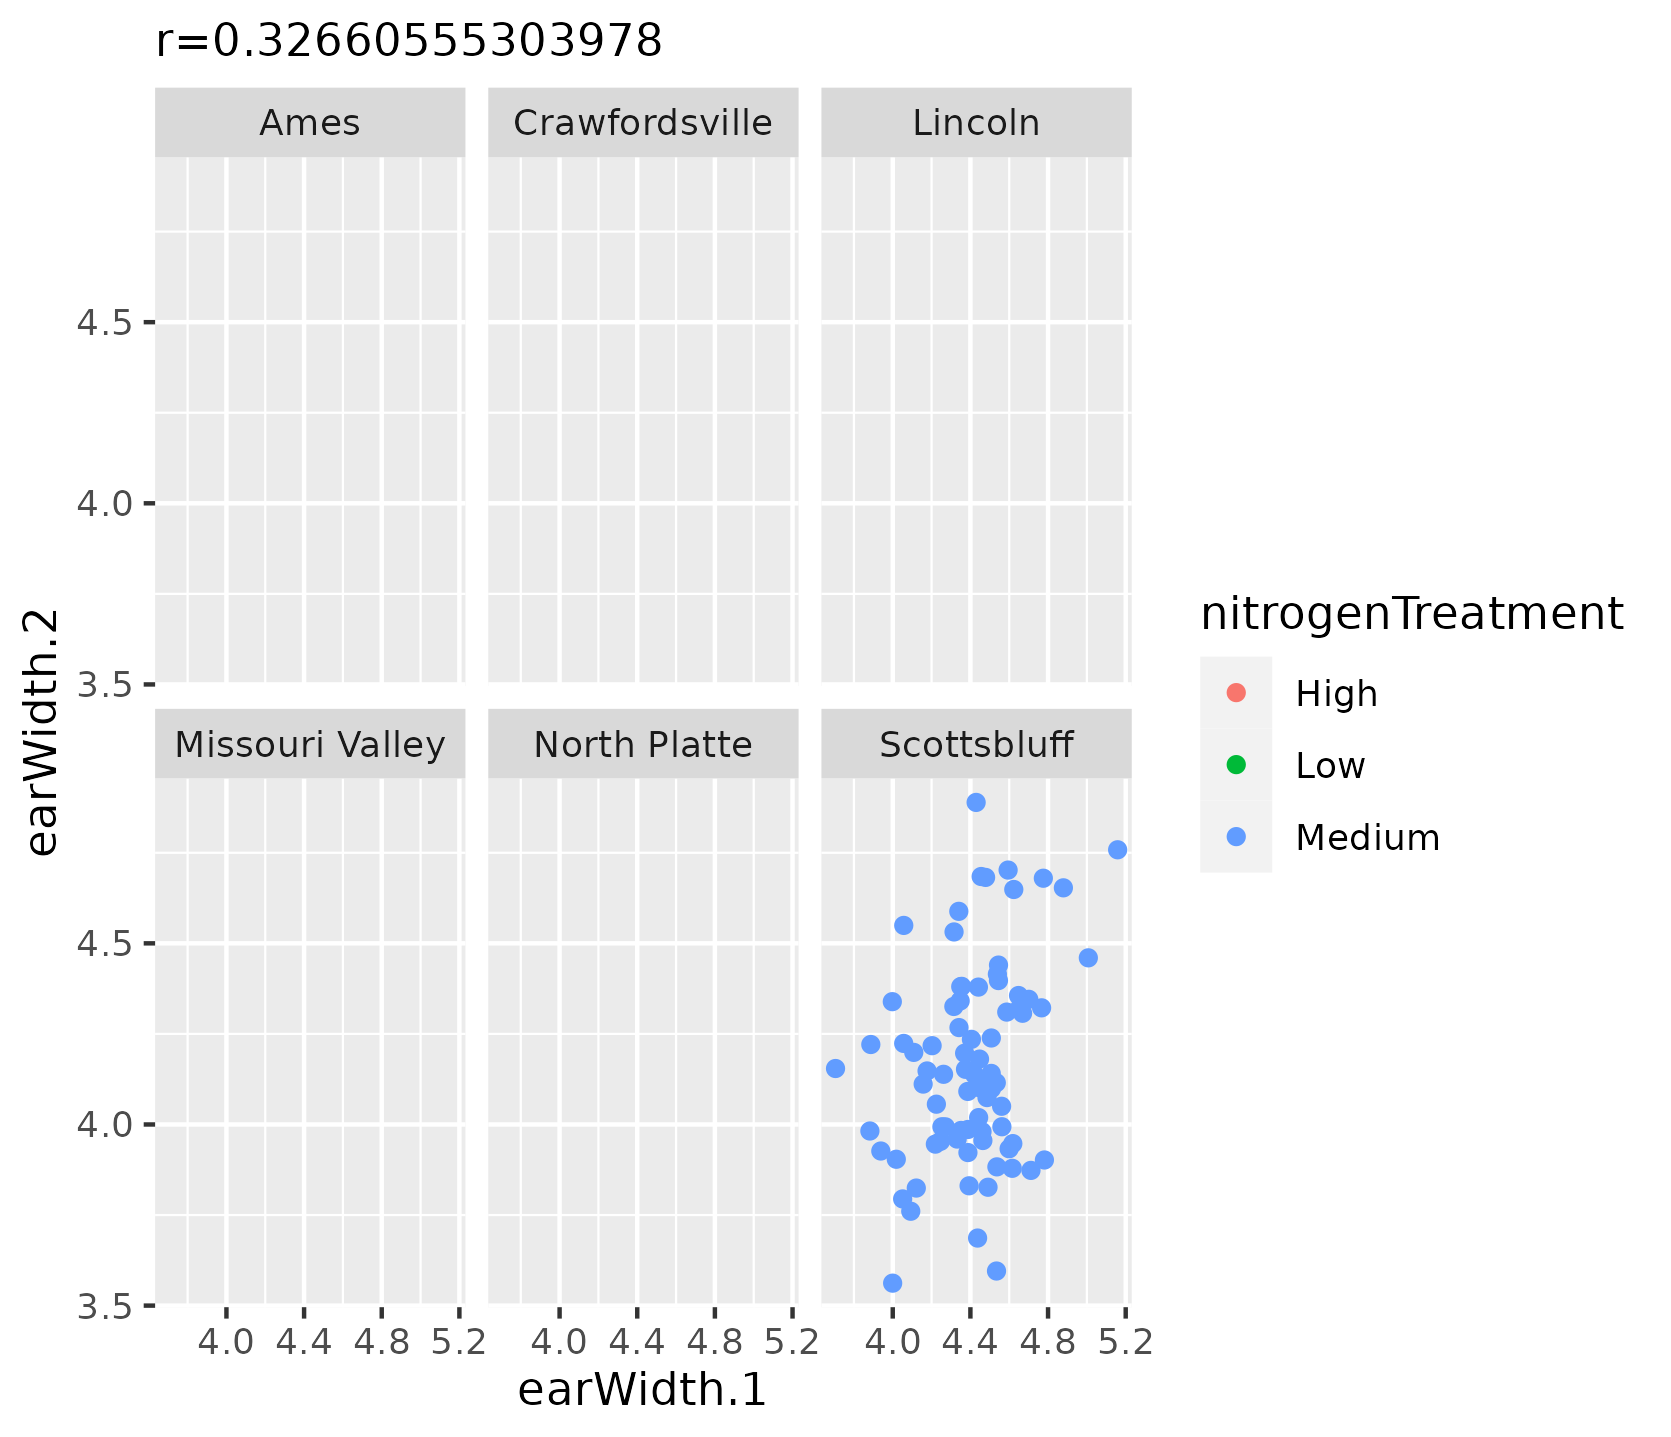 r=0.32660555303978
Ames Crawfordsville Lincoln
4.5
4.0
3.5
Missouri Valley North Platte Scottsbluff
4.5
4.0
3.5
4.0 4.4 4.8 5.2 4.0 4.4 4.8 5.2 4.0 4.4 4.8 5.2
earWidth.1
earWidth.2
nitrogenTreatment
High
Low
Medium